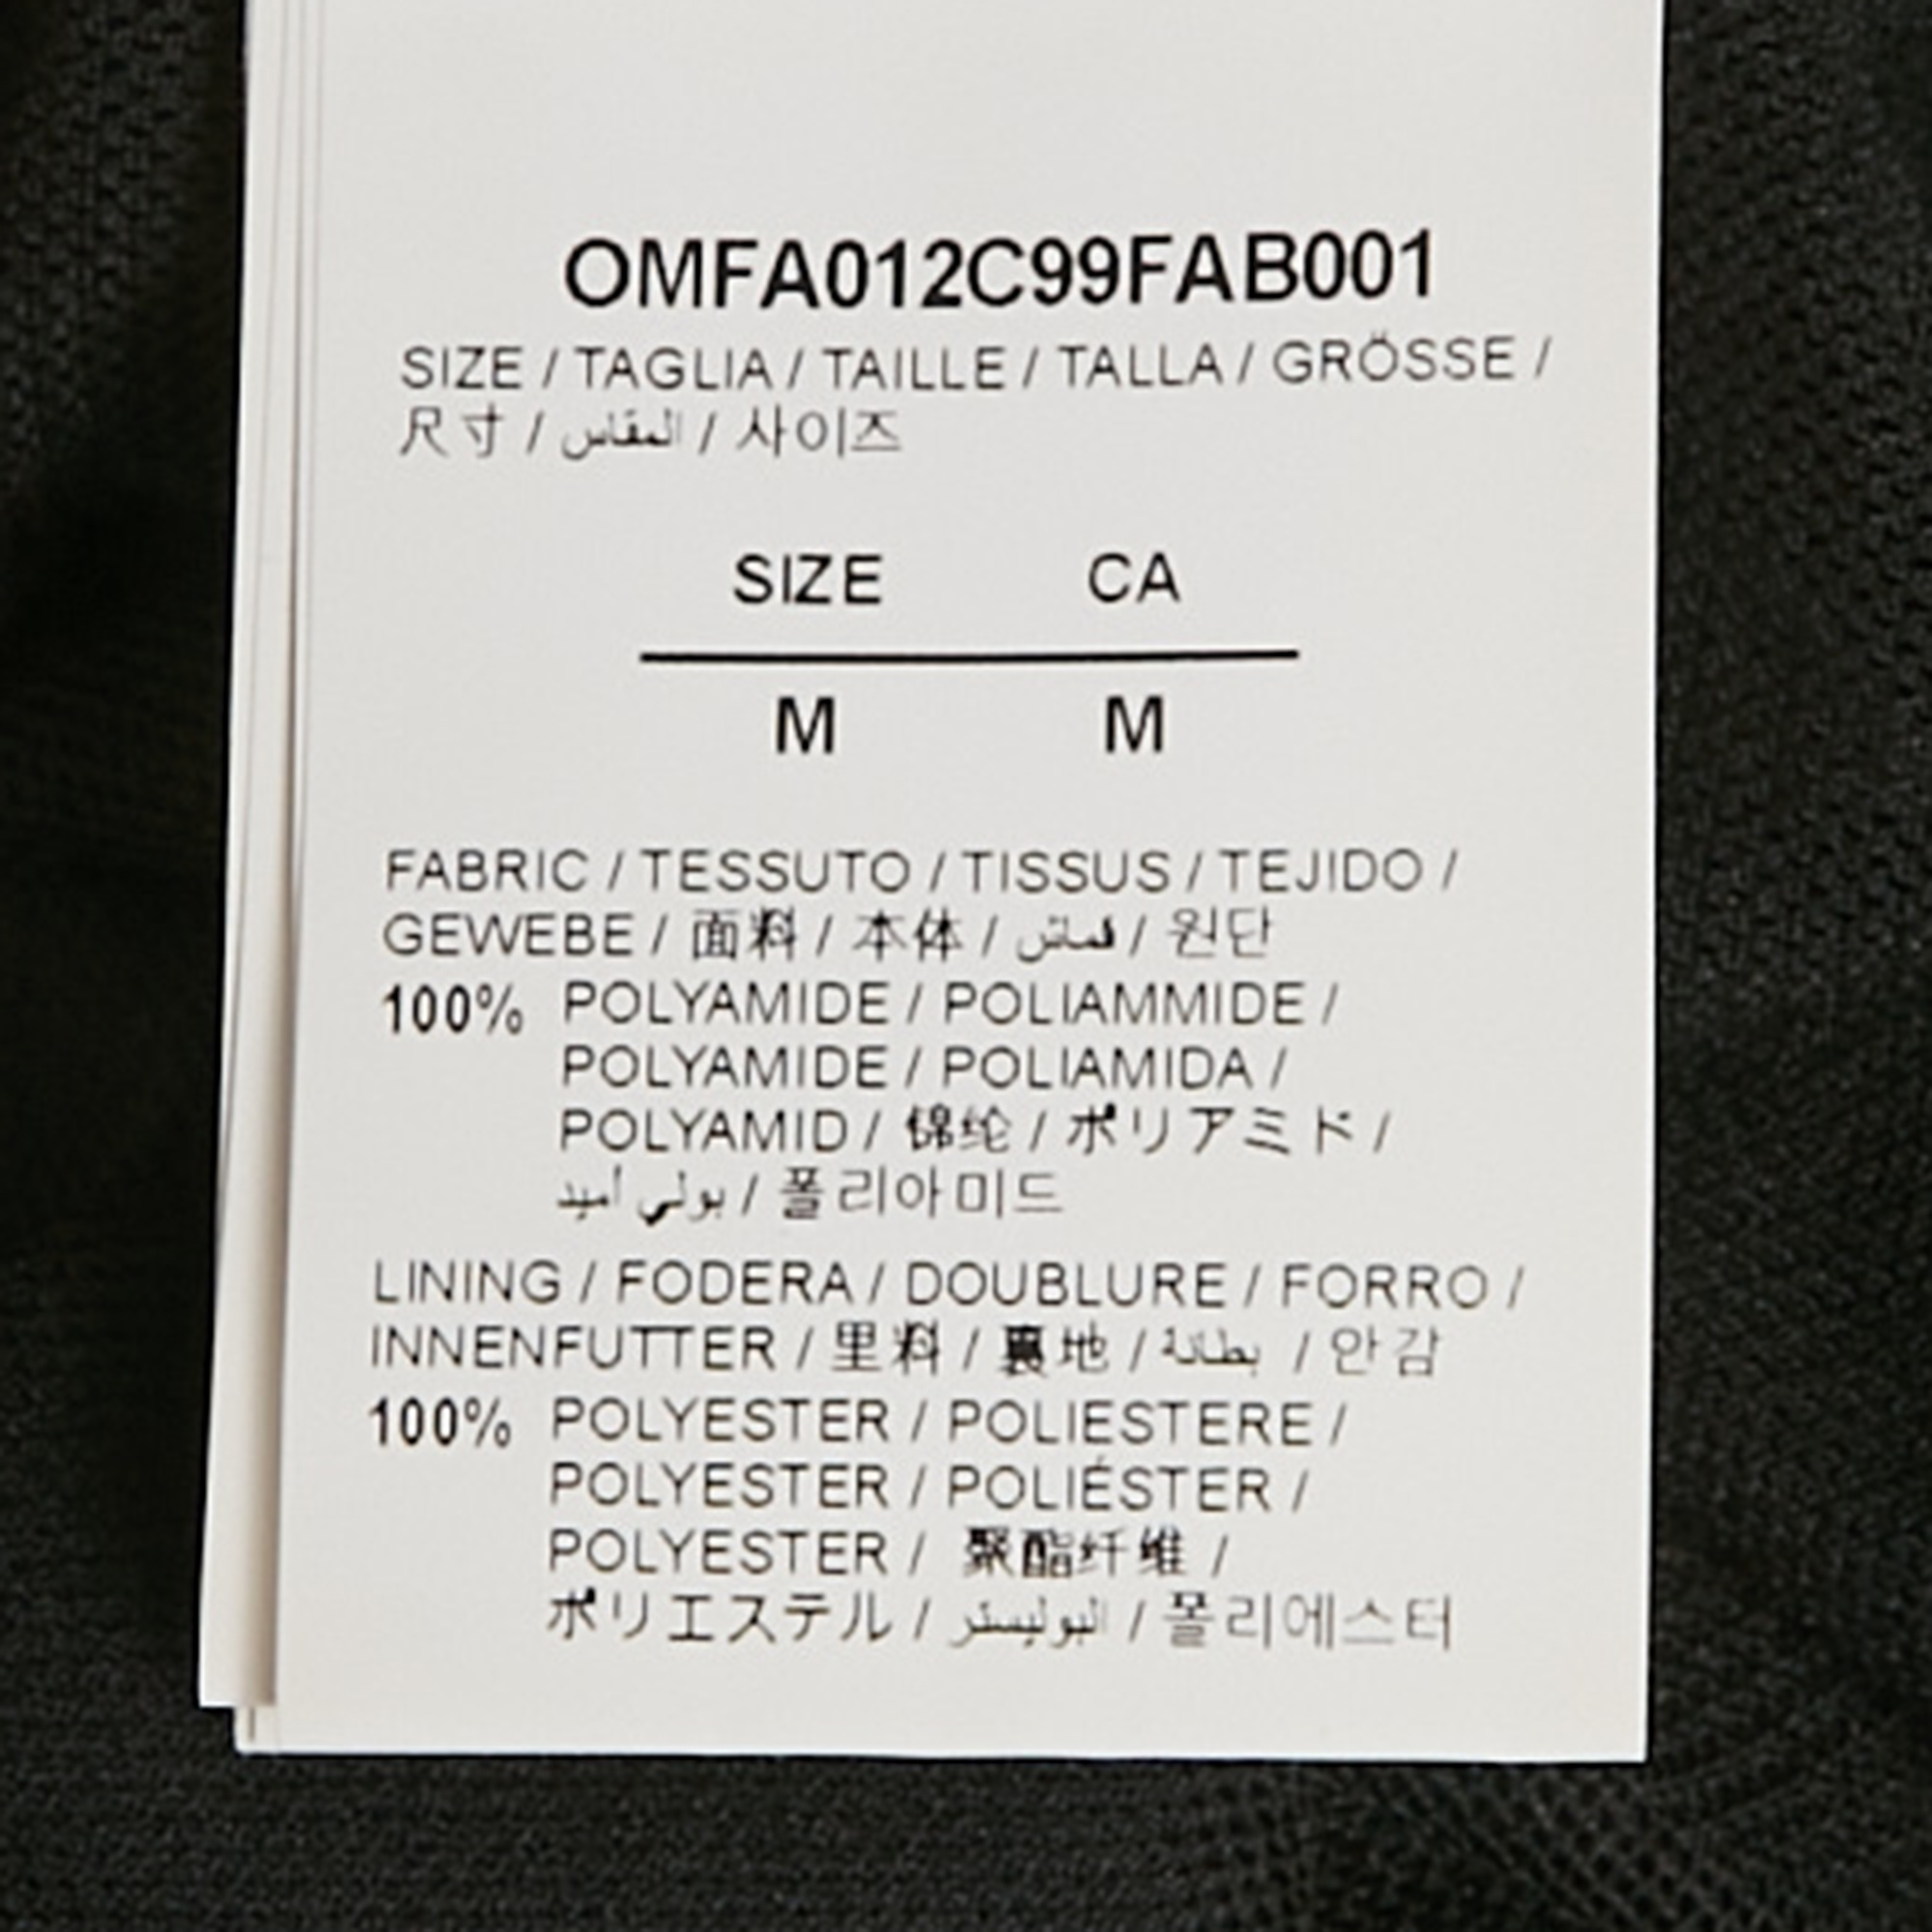 OMFA012C99FAB001
SIZE / TAGLIA / TAILLE / TALLA / GRÖSSE /
尺寸 / المقاس / 사이즈
SIZE CA
M M
FABRIC / TESSUTO / TISSUS / TEJIDO /
GEWEBE / 面料 / 本体 / قماش / 원단
100% POLYAMIDE / POLIAMMIDE /
POLYAMIDE / POLIAMIDA /
POLYAMID / 锦纶 / ポリアミド /
بولي أميد / 폴리아미드
LINING / FODERA / DOUBLURE / FORRO /
INNENFUTTER / 里料 / 裏地 / بطانة / 안감
100% POLYESTER / POLIESTERE /
POLYESTER / POLIÉSTER /
POLYESTER / 聚酯纤维 /
ポリエステル / البوليستر / 폴리에스터